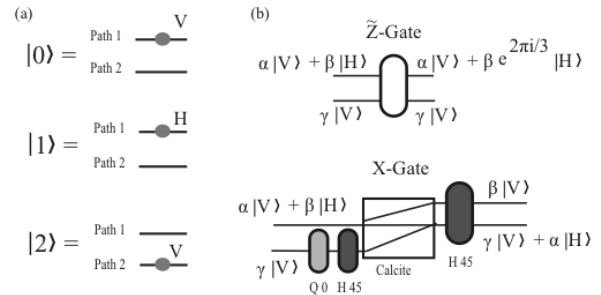 (a)
|0⟩ =
Path 1
V
Path 2
|1⟩ =
Path 1
H
Path 2
|2⟩ =
Path 1
Path 2
V
(b)
Z̃-Gate
α |V⟩ + β |H⟩
α |V⟩ + β e^{2πi/3} |H⟩
γ |V⟩
γ |V⟩
X-Gate
α |V⟩ + β |H⟩
β |V⟩
γ |V⟩
γ |V⟩ + α |H⟩
Q 0
H 45
Calcite
H 45